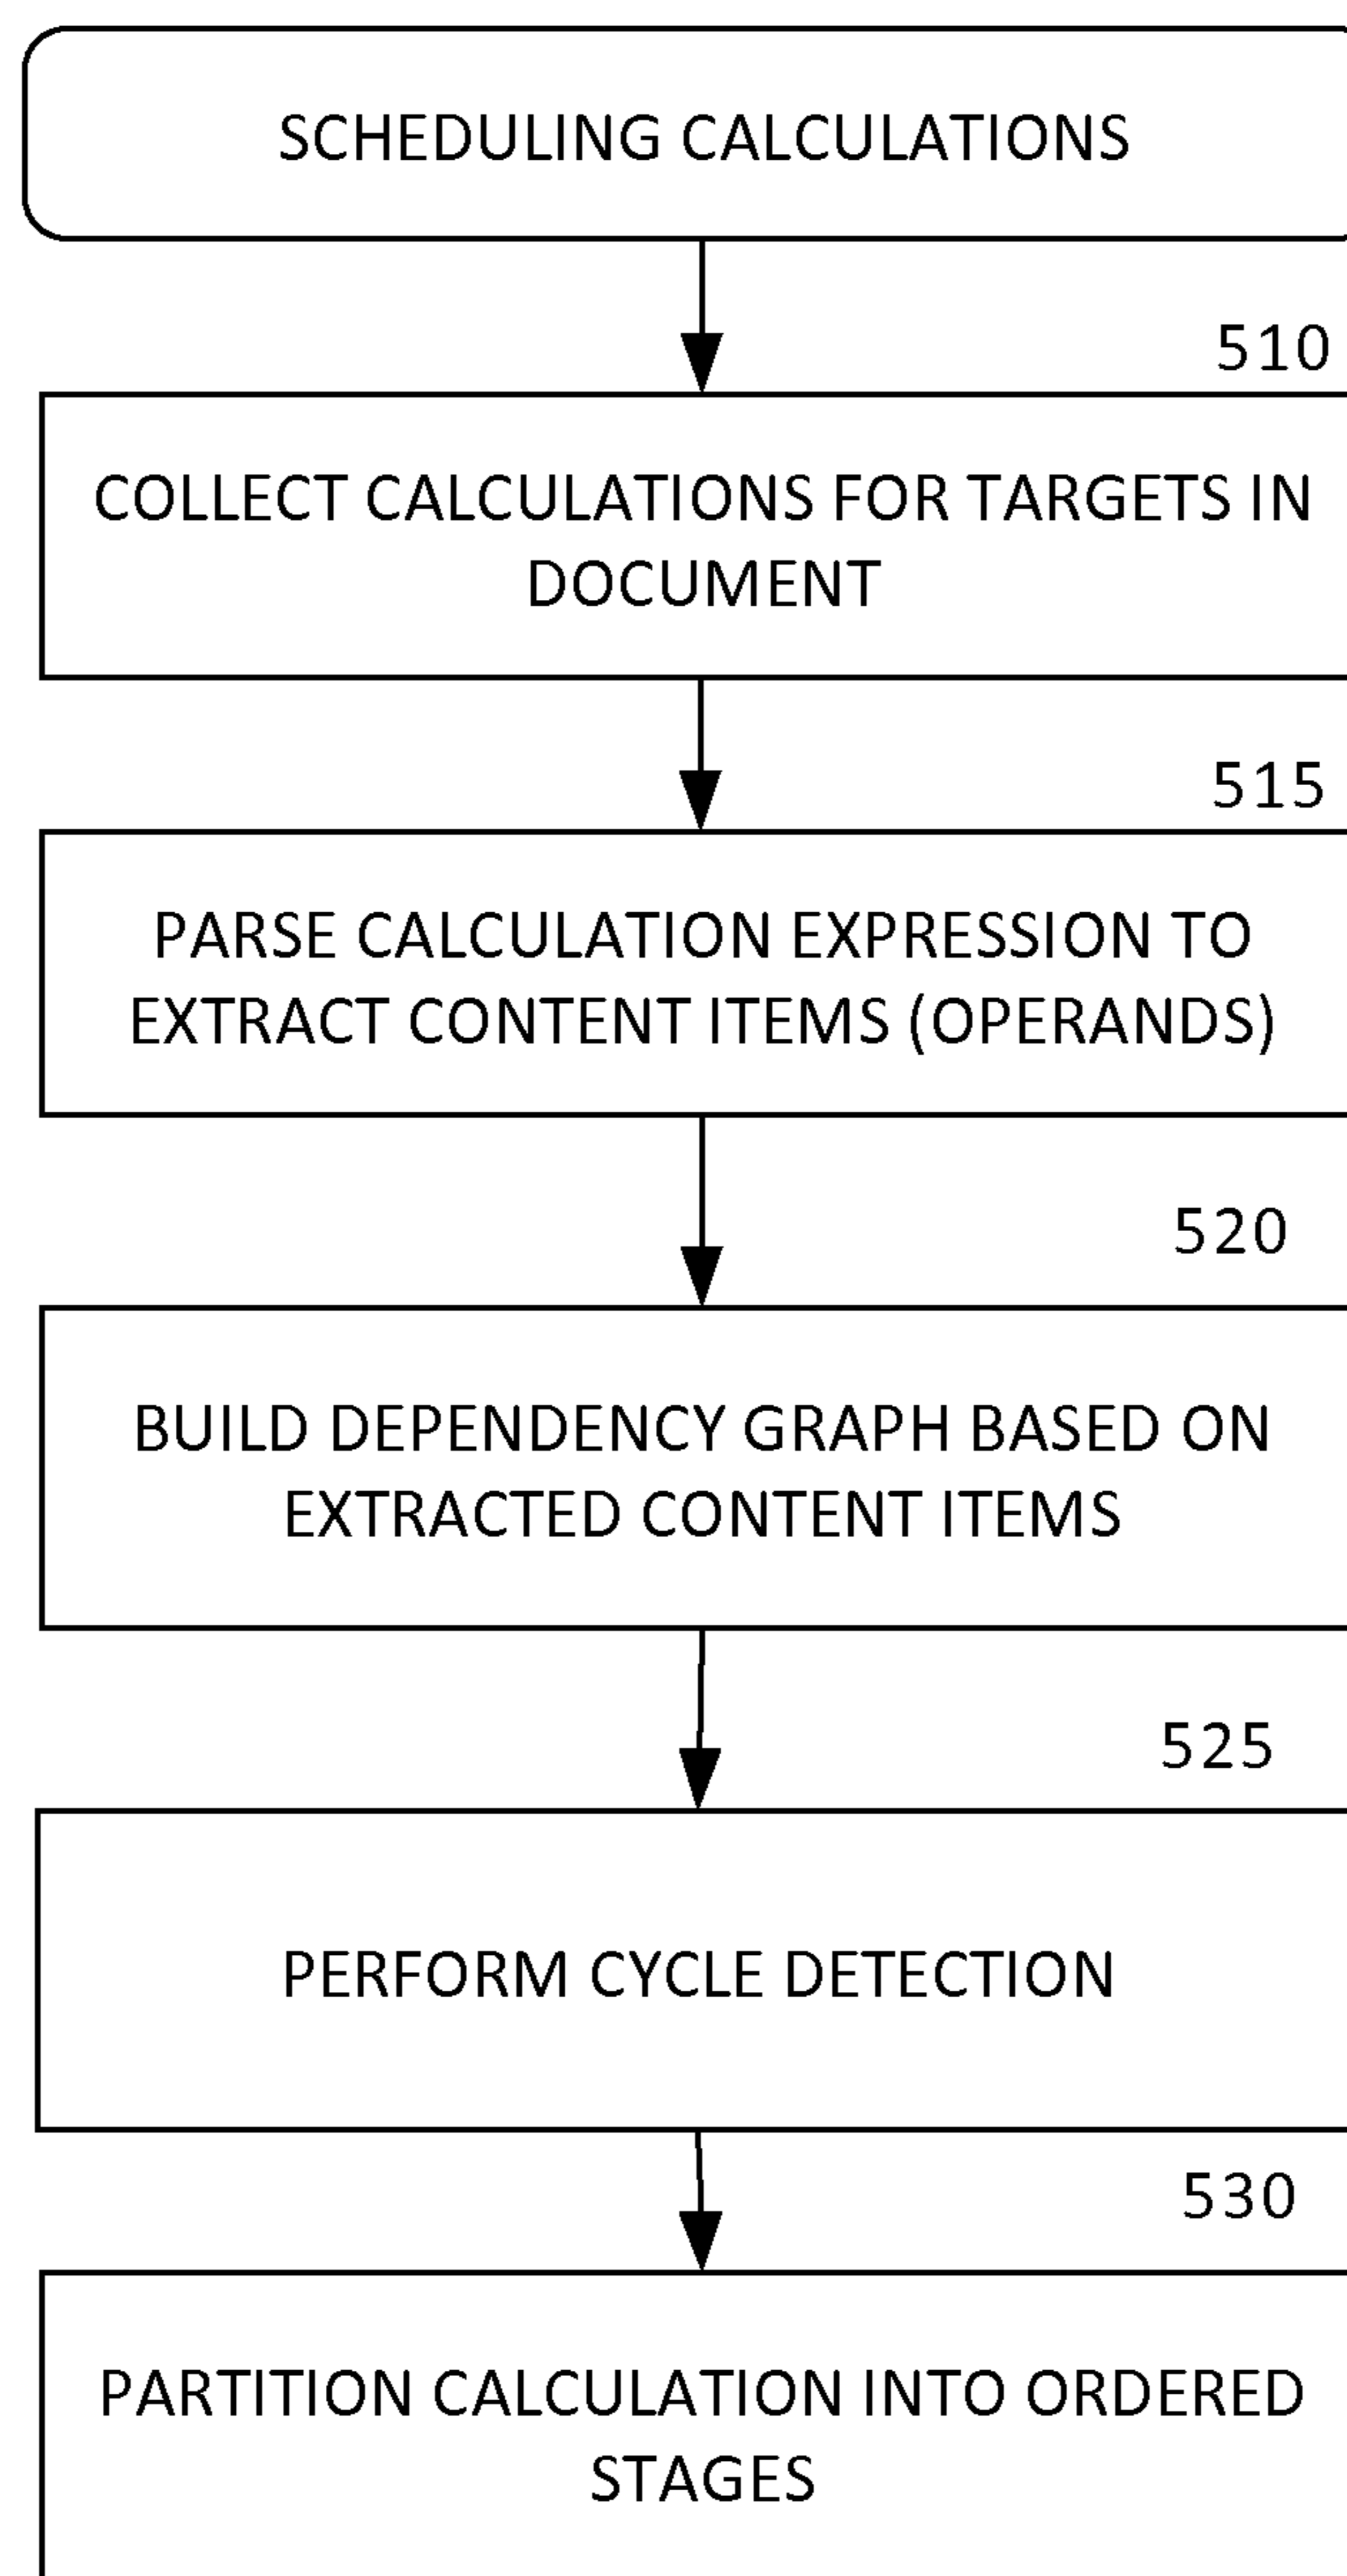 SCHEDULING CALCULATIONS
510
COLLECT CALCULATIONS FOR TARGETS IN
DOCUMENT
515
PARSE CALCULATION EXPRESSION TO
EXTRACT CONTENT ITEMS (OPERANDS)
520
BUILD DEPENDENCY GRAPH BASED ON
EXTRACTED CONTENT ITEMS
525
PERFORM CYCLE DETECTION
530
PARTITION CALCULATION INTO ORDERED
STAGES